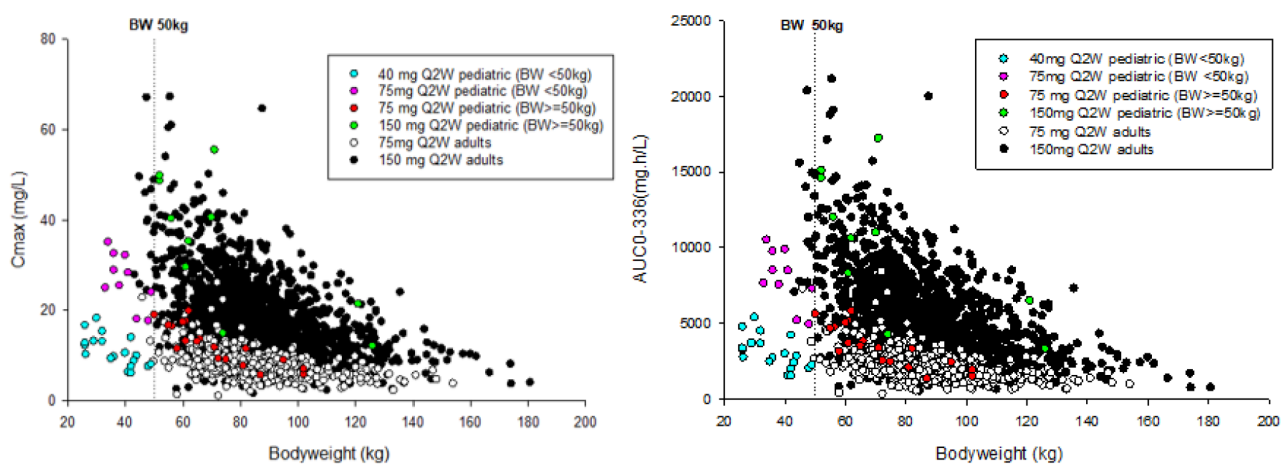 BW 50kg
80
60
40
20
0
Cmax (mg/L)
40 mg Q2W pediatric (BW <50kg)
75mg Q2W pediatric (BW <50kg)
75 mg Q2W pediatric (BW>=50kg)
150 mg Q2W pediatric (BW>=50kg)
75mg Q2W adults
150 mg Q2W adults
20 40 60 80 100 120 140 160 180 200
Bodyweight (kg)
BW 50kg
25000
20000
15000
10000
5000
0
AUC0-336(mg.h/L)
40mg Q2W pediatric (BW<50kg)
75mg Q2W pediatric (BW <50kg)
75 mg Q2W pediatric (BW>=50kg)
150mg Q2W pediatric (BW>=50kg)
75 mg Q2W adults
150mg Q2W adults
20 40 60 80 100 120 140 160 180 200
Bodyweight (kg)